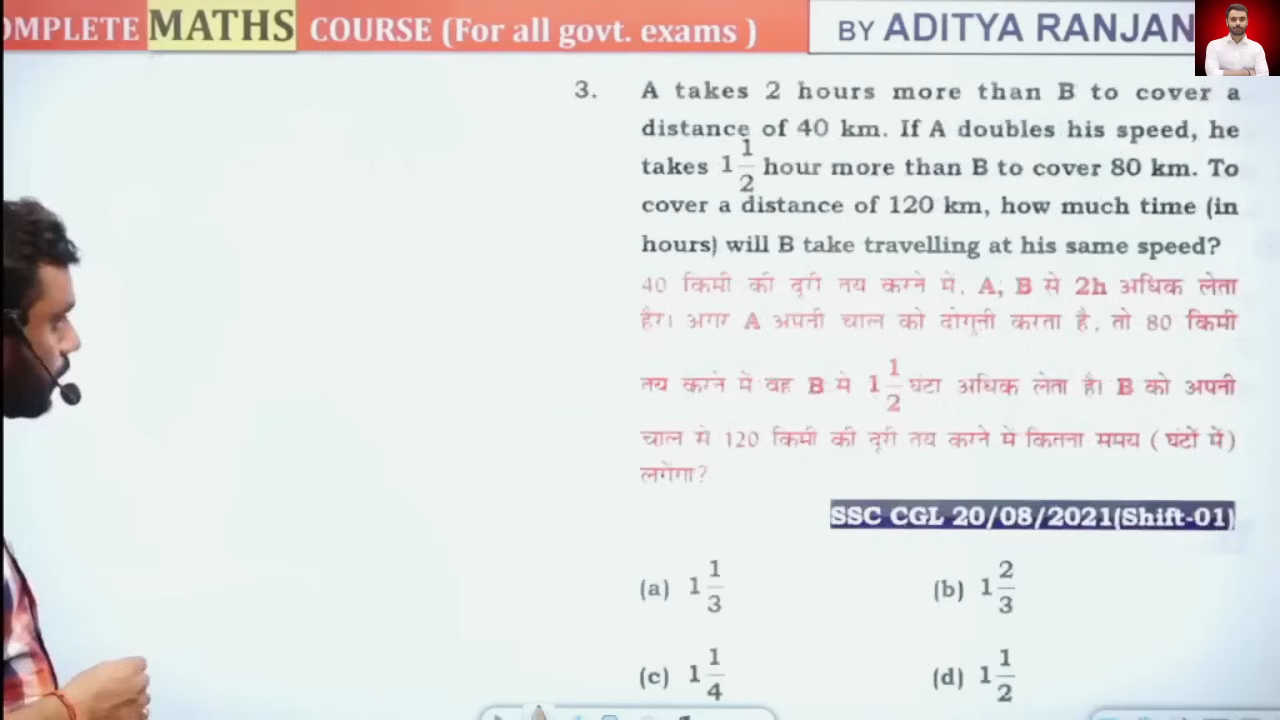 OMPLETE MATHS COURSE (For all govt. exams )
BY ADITYA RANJAN
3. A takes 2 hours more than B to cover a
distance of 40 km. If A doubles his speed, he
takes 1 1/2 hour more than B to cover 80 km. To
cover a distance of 120 km, how much time (in
hours) will B take travelling at his same speed?
40 किमी की दूरी तय करने में, A, B से 2h अधिक लेता
हैर। अगर A अपनी चाल को दोगुनी करता है, तो 80 किमी
तय करने में वह B से 1 1/2 घंटा अधिक लेता है। B को अपनी
चाल से 120 किमी की दूरी तय करने में कितना समय (घंटों में)
लगेगा?
SSC CGL 20/08/2021(Shift-01)
(a) 1 1/3 (b) 1 2/3
(c) 1 1/4 (d) 1 1/2